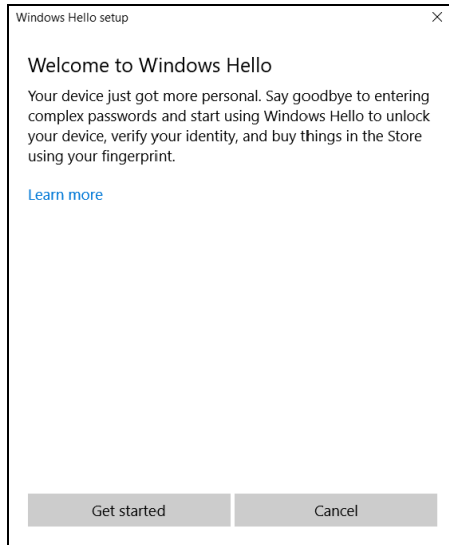 Windows Hello setup
Welcome to Windows Hello
Your device just got more personal. Say goodbye to entering
complex passwords and start using Windows Hello to unlock
your device, verify your identity, and buy things in the Store
using your fingerprint.
Learn more
Get started
Cancel